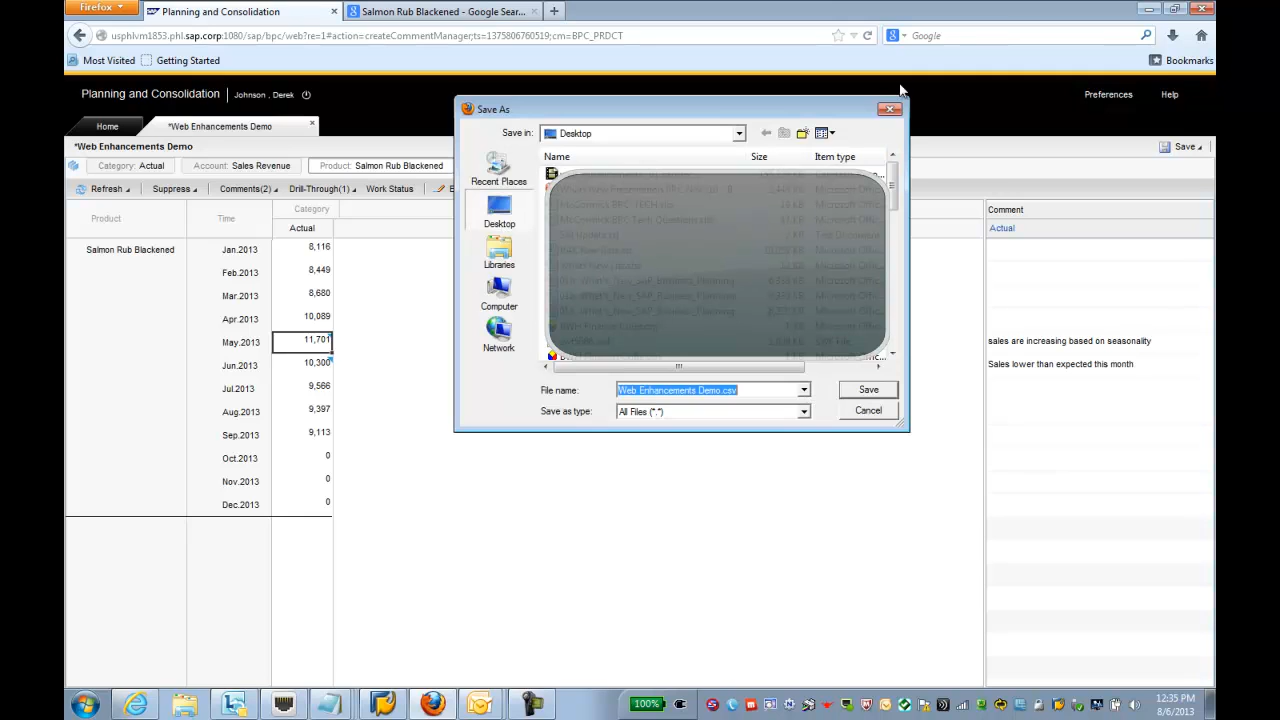 Firefox
Planning and Consolidation
Salmon Rub Blackened - Google Sear...
usphlvm1853.phl.sap.corp:1080/sap/bpc/web?re=1#action=createCommentManager;ts=1375806760719;cm=BPC_PRDCT
Google
Most Visited
Getting Started
Bookmarks
Planning and Consolidation
Johnson , Derek
Preferences
Help
Home
*Web Enhancements Demo
*Web Enhancements Demo
Save
Category: Actual
Account: Sales Revenue
Product: Salmon Rub Blackened
Refresh
Suppress
Comments(2)
Drill-Through(1)
Work Status
Product
Time
Category
Actual
Comment
Actual
Salmon Rub Blackened
Jan.2013 8,116
Feb.2013 8,449
Mar.2013 8,680
Apr.2013 10,089
May.2013 11,701 sales are increasing based on seasonality
Jun.2013 10,300 Sales lower than expected this month
Jul.2013 9,566
Aug.2013 9,397
Sep.2013 9,113
Oct.2013 0
Nov.2013 0
Dec.2013 0
Save As
Save in: Desktop
Name Size Item type
Recent Places
Desktop
Libraries
Computer
Network
File name: Web Enhancements Demo.csv
Save
Save as type: All Files (*.*)
Cancel
100%
12:35 PM
8/6/2013